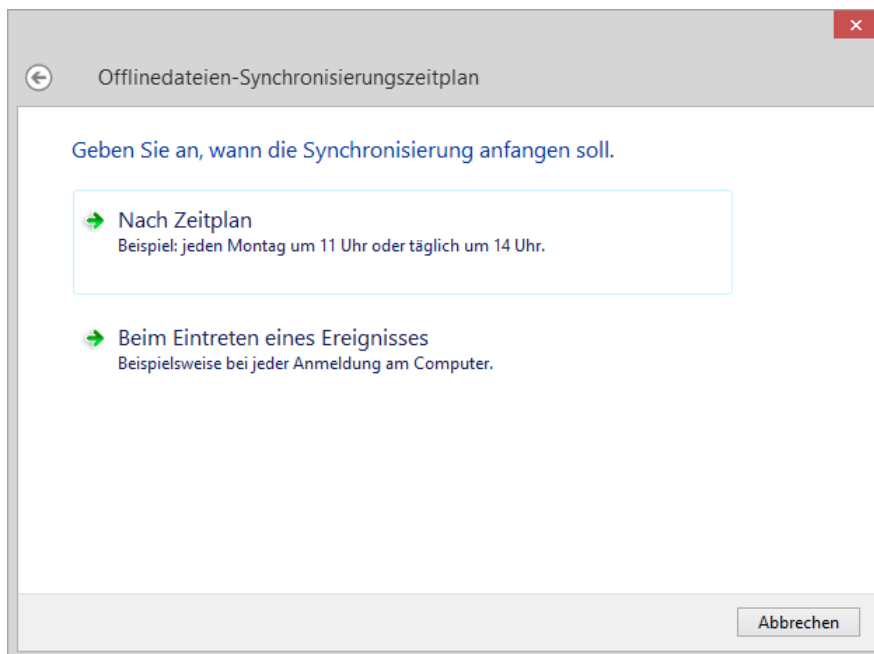 Offlinedateien-Synchronisierungszeitplan
Geben Sie an, wann die Synchronisierung anfangen soll.
Nach Zeitplan
Beispiel: jeden Montag um 11 Uhr oder täglich um 14 Uhr.
Beim Eintreten eines Ereignisses
Beispielsweise bei jeder Anmeldung am Computer.
Abbrechen